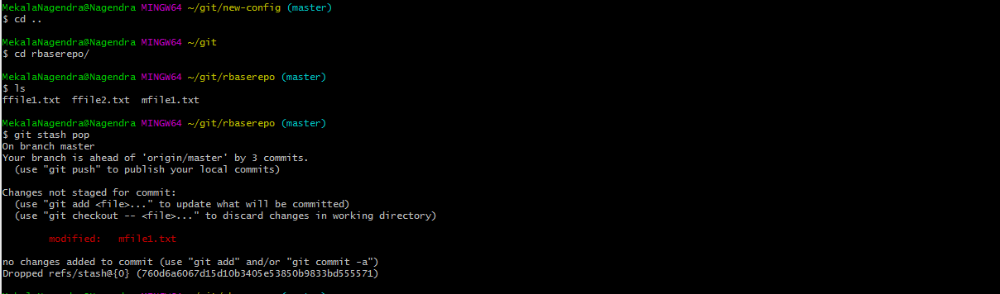 MekalaNagendra@Nagendra MINGW64 ~/git/new-config (master)
$ cd ..
MekalaNagendra@Nagendra MINGW64 ~/git
$ cd rbaserepo/
MekalaNagendra@Nagendra MINGW64 ~/git/rbaserepo (master)
$ ls
ffile1.txt  ffile2.txt  mfile1.txt
MekalaNagendra@Nagendra MINGW64 ~/git/rbaserepo (master)
$ git stash pop
On branch master
Your branch is ahead of 'origin/master' by 3 commits.
  (use "git push" to publish your local commits)
Changes not staged for commit:
  (use "git add <file>..." to update what will be committed)
  (use "git checkout -- <file>..." to discard changes in working directory)
        modified:   mfile1.txt
no changes added to commit (use "git add" and/or "git commit -a")
Dropped refs/stash@{0} (760d6a6067d15d10b3405e53850b9833bd555571)